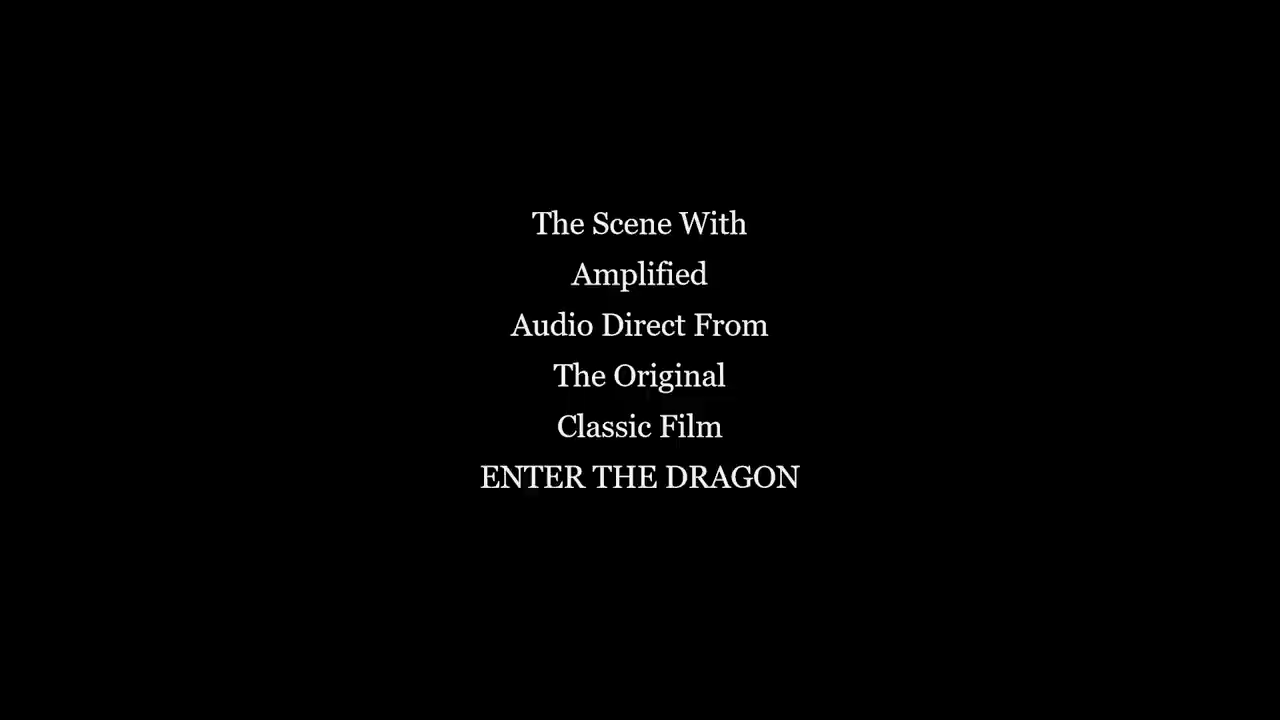 The Scene With
Amplified
Audio Direct From
The Original
Classic Film
ENTER THE DRAGON